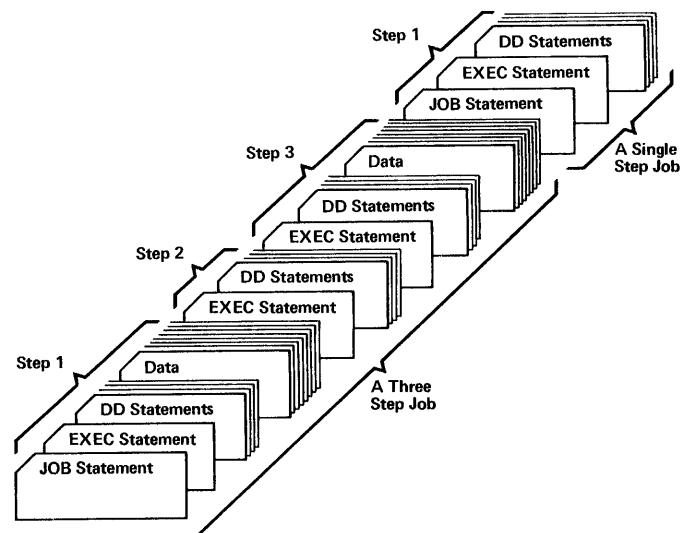 Step 1
DD Statements
EXEC Statement
JOB Statement
A Single
Step Job
Step 3
Data
DD Statements
EXEC Statement
Step 2
DD Statements
EXEC Statement
Step 1
Data
A Three
Step Job
DD Statements
EXEC Statement
JOB Statement